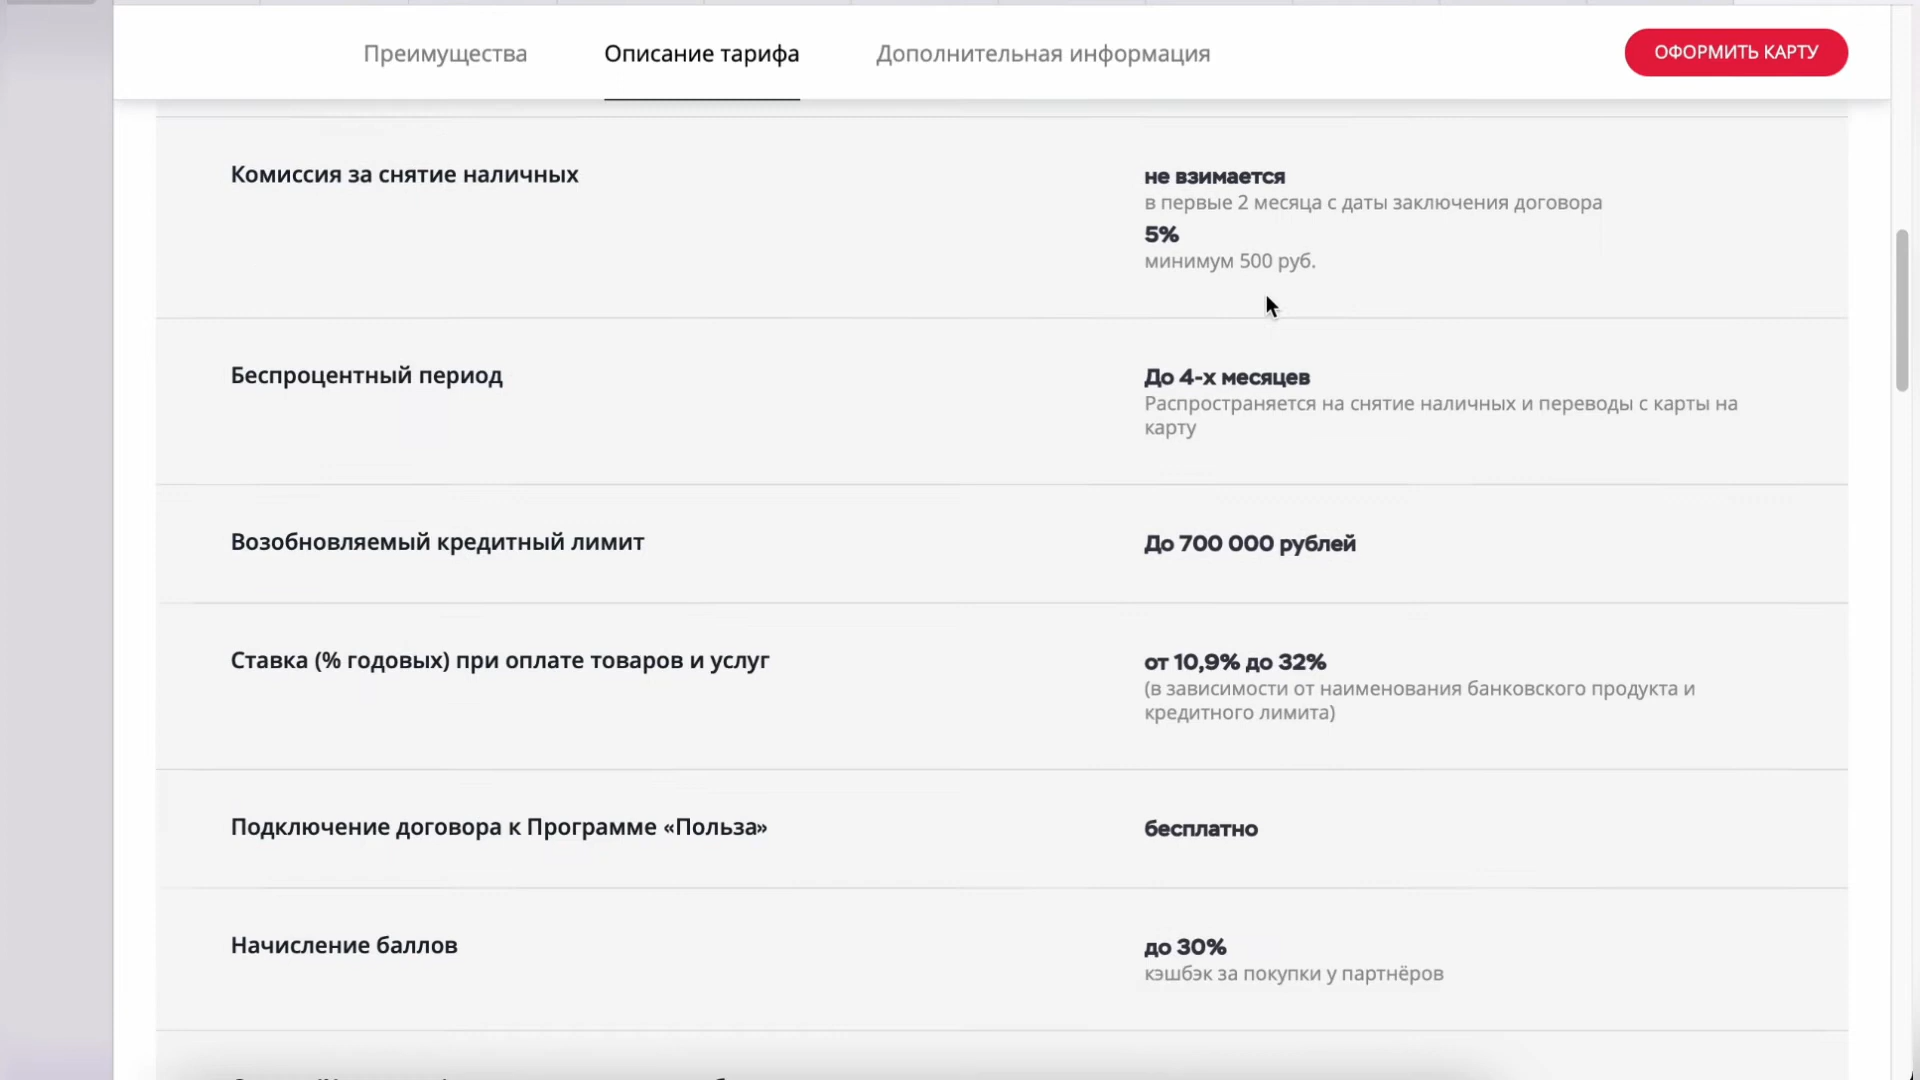 Преимущества
Описание тарифа
Дополнительная информация
ОФОРМИТЬ КАРТУ
Комиссия за снятие наличных
не взимается
в первые 2 месяца с даты заключения договора
5%
минимум 500 руб.
Беспроцентный период
До 4-х месяцев
Распространяется на снятие наличных и переводы с карты на
карту
Возобновляемый кредитный лимит
До 700 000 рублей
Ставка (% годовых) при оплате товаров и услуг
от 10,9% до 32%
(в зависимости от наименования банковского продукта и
кредитного лимита)
Подключение договора к Программе «Польза»
бесплатно
Начисление баллов
до 30%
кэшбэк за покупки у партнёров